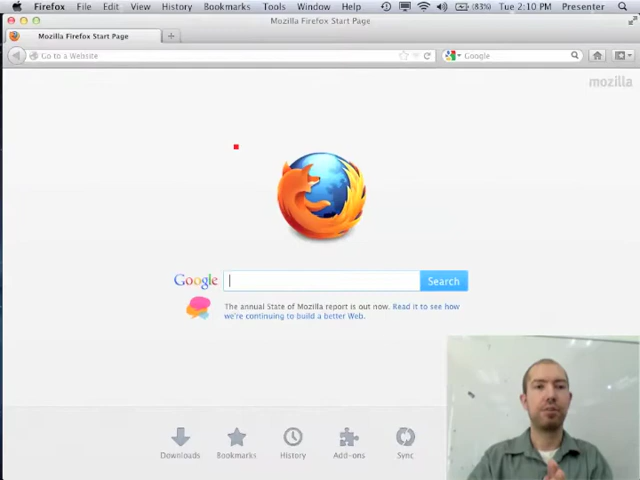 Firefox File Edit View History Bookmarks Tools Window Help (83%) Tue 2:10 PM Presenter
Mozilla Firefox Start Page
Mozilla Firefox Start Page
Go to a Website Google
mozilla
Google Search
The annual State of Mozilla report is out now. Read it to see how
we're continuing to build a better Web.
Downloads Bookmarks History Add-ons Sync